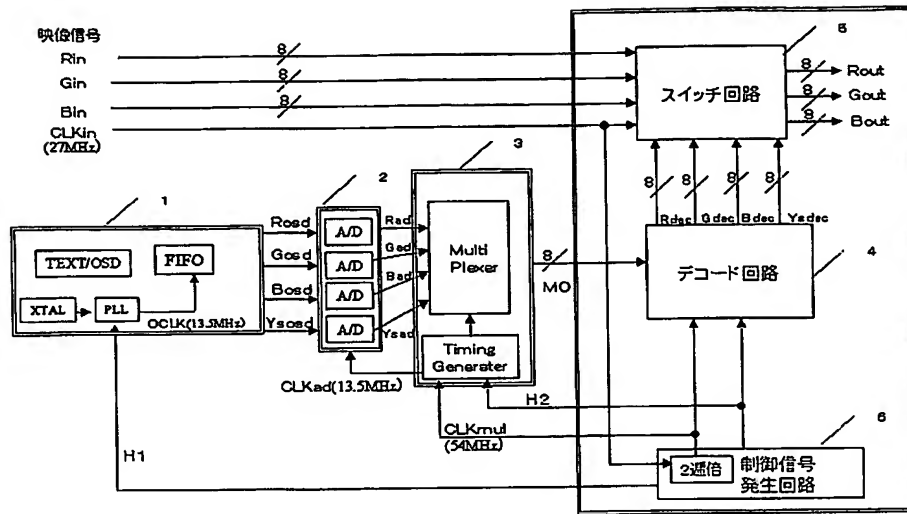 映像信号
Rin
Gin
Bin
CLKin
(27MHz)
8
8
8
5
スイッチ回路
8
8
8
Rout
Gout
Bout
8
8
8
8
Rdec
Gdec
Bdec
Ysdec
1
TEXT/OSD
FIFO
XTAL
PLL
OCLK(13.5MHz)
Rosd
Gosd
Bosd
Ysosd
2
A/D
A/D
A/D
A/D
Rad
Gad
Bad
Ysad
3
Multi
Plexer
Timing
Generater
8
MO
デコード回路
4
CLKad(13.5MHz)
H2
CLKmul
(54MHz)
H1
6
2逓倍
制御信号
発生回路